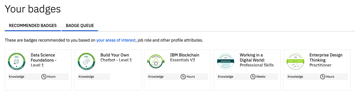 Your badges
RECOMMENDED BADGES
BADGE QUEUE
These are badges recommended to you based on your areas of interest, job role and other profile attributes.
Data Science
Foundations -
Level 1
Knowledge
Hours
Build Your Own
Chatbot - Level 1
Knowledge
Hours
IBM Blockchain
Essentials V3
Knowledge
Hours
Working in a
Digital World:
Professional Skills
Knowledge
Weeks
Enterprise Design
Thinking
Practitioner
Knowledge
Hours